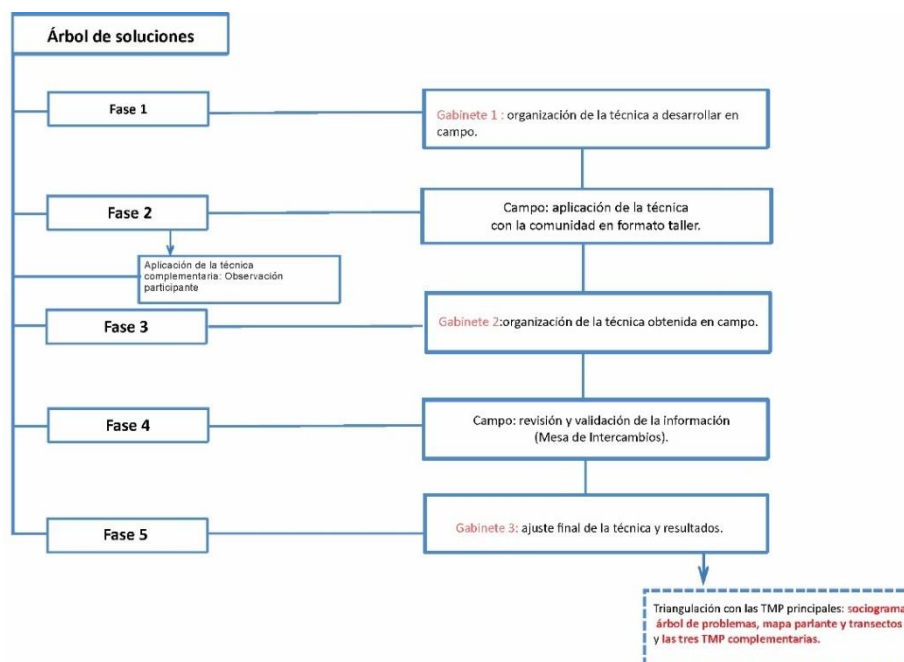 Árbol de soluciones
Fase 1
Gabínete 1 : organización de la técnica a desarrollar en
campo.
Fase 2
Campo: aplicación de la técnica
con la comunidad en formato taller.
Aplicación de la técnica
complementaria: Observación
participante
Fase 3
Gabínete 2:organización de la técnica obtenida en campo.
Fase 4
Campo: revisión y validación de la información
(Mesa de Intercambios).
Fase 5
Gabinete 3: ajuste final de la técnica y resultados.
Triangulación con las TMP principales: sociograma
árbol de problemas, mapa parlante y transectos
y las tres TMP complementarias.